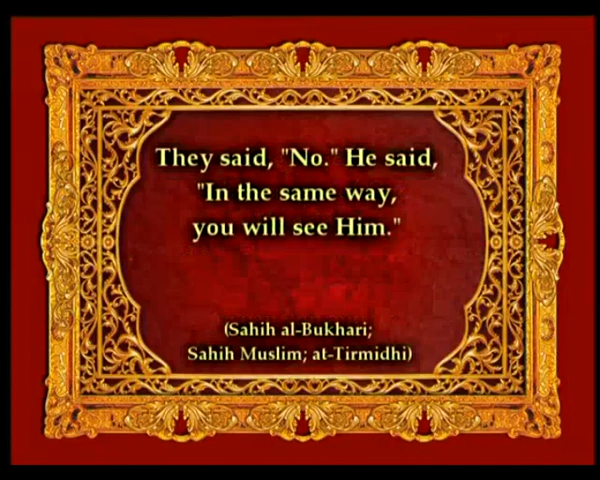 They said, "No." He said,
"In the same way,
you will see Him."
(Sahih al-Bukhari;
Sahih Muslim; at-Tirmidhi)